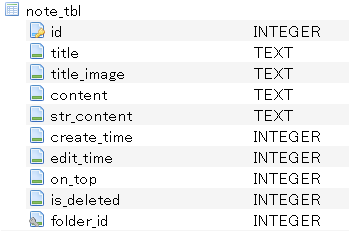 note_tbl
id INTEGER
title TEXT
title_image TEXT
content TEXT
str_content TEXT
create_time INTEGER
edit_time INTEGER
on_top INTEGER
is_deleted INTEGER
folder_id INTEGER